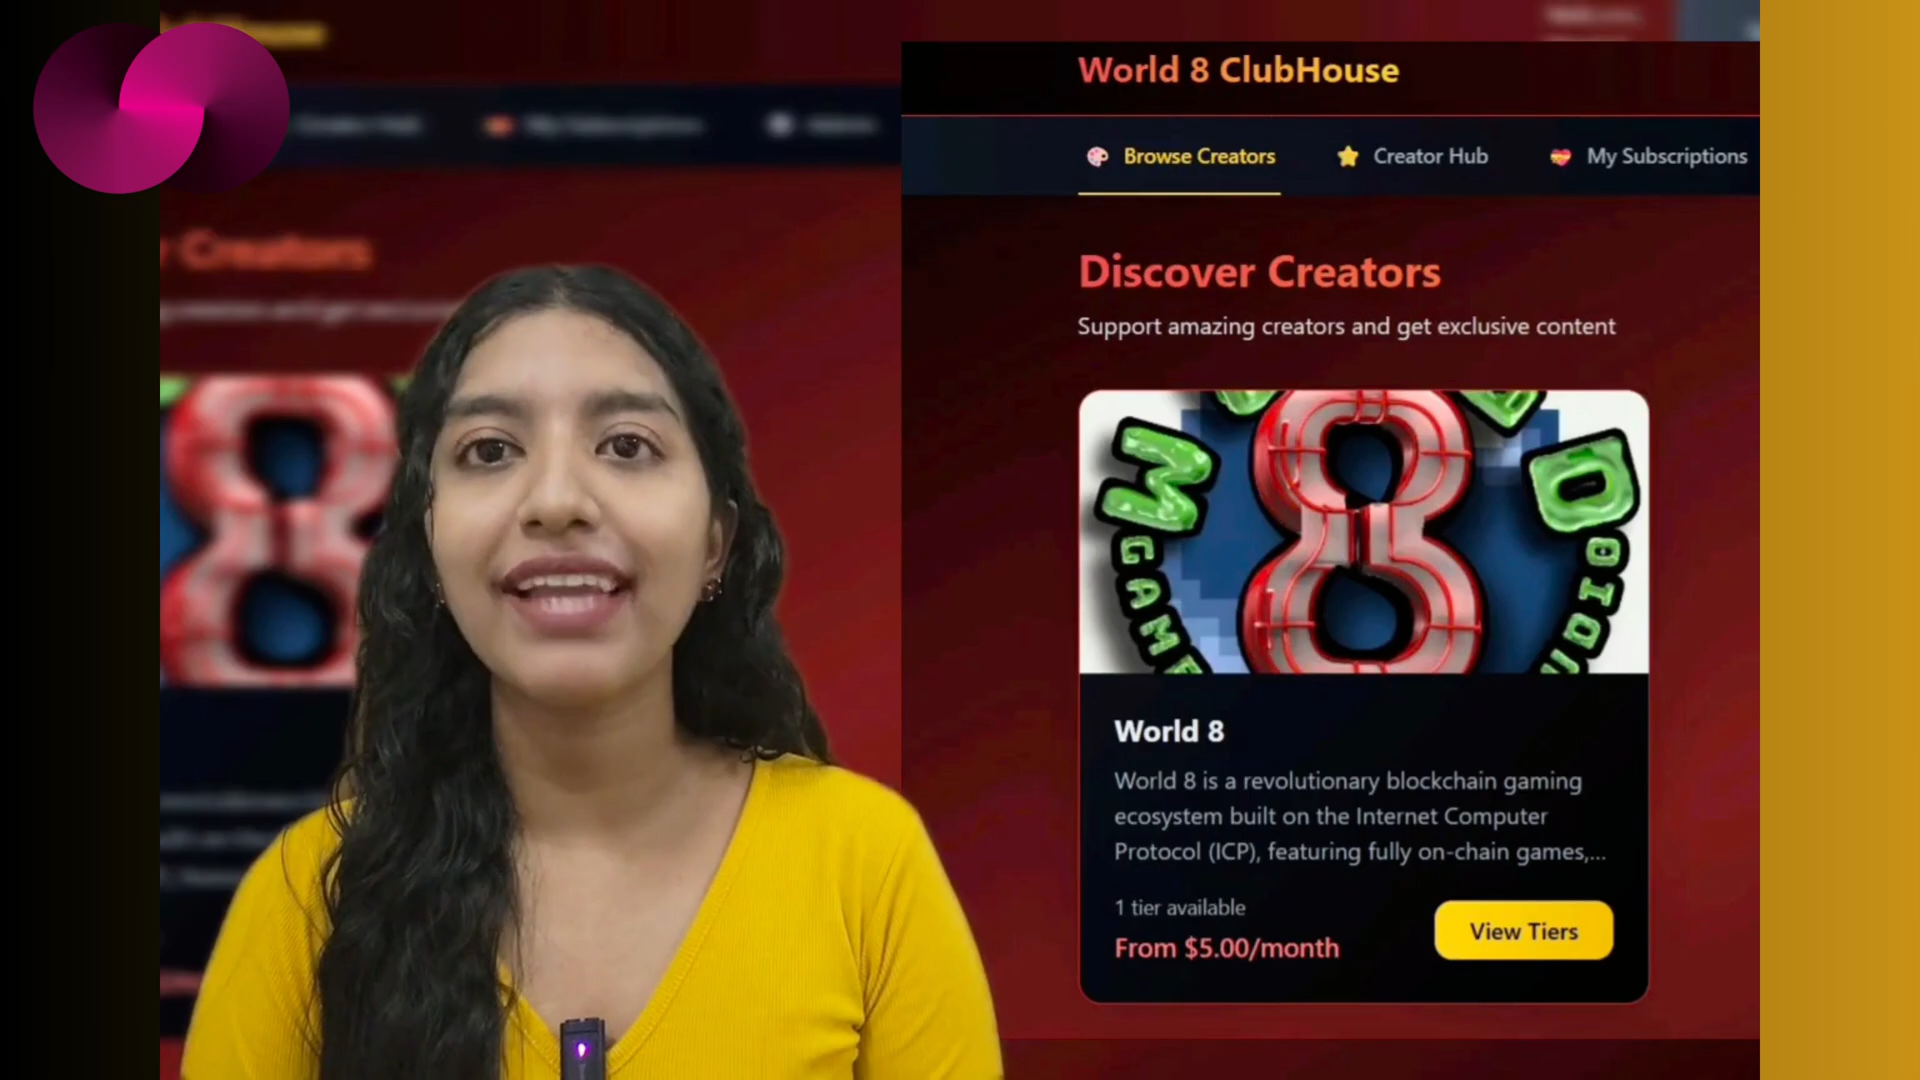 World 8 ClubHouse
Browse Creators
Creator Hub
My Subscriptions
Discover Creators
Support amazing creators and get exclusive content
8
GAME
World 8
World 8 is a revolutionary blockchain gaming
ecosystem built on the Internet Computer
Protocol (ICP), featuring fully on-chain games,...
1 tier available
From $5.00/month
View Tiers